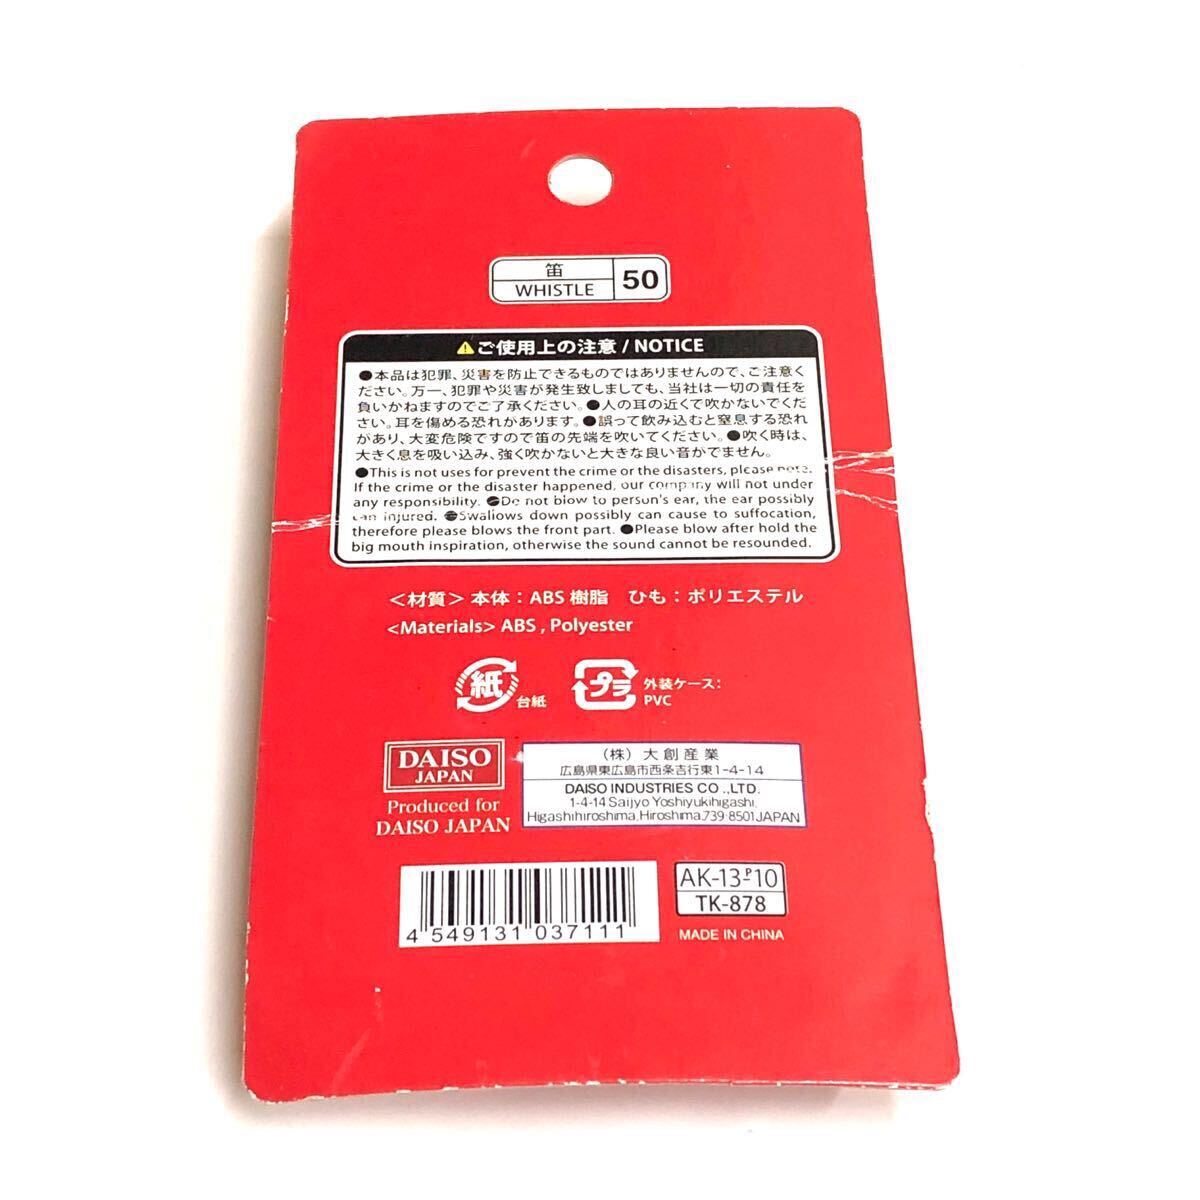 笛
WHISTLE
50
ご使用上の注意 / NOTICE
●本品は犯罪、災害を防止できるものではありませんので、ご注意く
ださい。万一、犯罪や災害が発生致しましても、当社は一切の責任を
負いかねますのでご了承ください。●人の耳の近くで吹かないでくだ
さい。耳を傷める恐れがあります。●誤って飲み込むと窒息する恐れ
があり、大変危険ですので笛の先端を吹いてください。●吹く時は、
大きく息を吸い込み、強く吹かないと大きな良い音がでません。
●This is not uses for prevent the crime or the disasters, please note.
If the crime or the disaster happened, our company will not under
any responsibility. ●Do not blow to person's ear, the ear possibly
can injured. ●Swallows down possibly can cause to suffocation,
therefore please blows the front part. ●Please blow after hold the
big mouth inspiration, otherwise the sound cannot be resounded.
＜材質＞本体：ABS 樹脂　ひも：ポリエステル
<Materials> ABS , Polyester
紙
台紙
プラ
外装ケース：
PVC
DAISO
JAPAN
Produced for
DAISO JAPAN
（株）大創産業
広島県東広島市西条吉行東1-4-14
DAISO INDUSTRIES CO .,LTD.
1-4-14 Saijyo Yoshiyukihigashi,
Higashihiroshima, Hiroshima, 739-8501JAPAN
4 549131 037111
AK-13-P10
TK-878
MADE IN CHINA